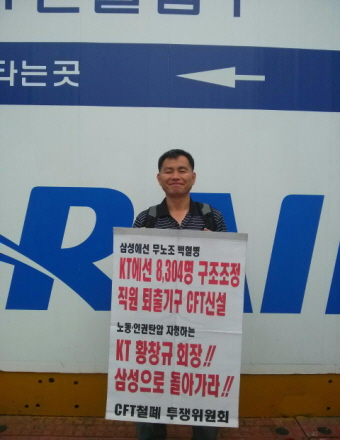 타는곳
RAIL
삼성에선 무노조 백혈병
KT에선 8,304명 구조조정
직원 퇴출기구 CFT신설
노동·인권탄압 자행하는
KT 황창규 회장!!
삼성으로 돌아가라!!
CFT철폐 투쟁위원회